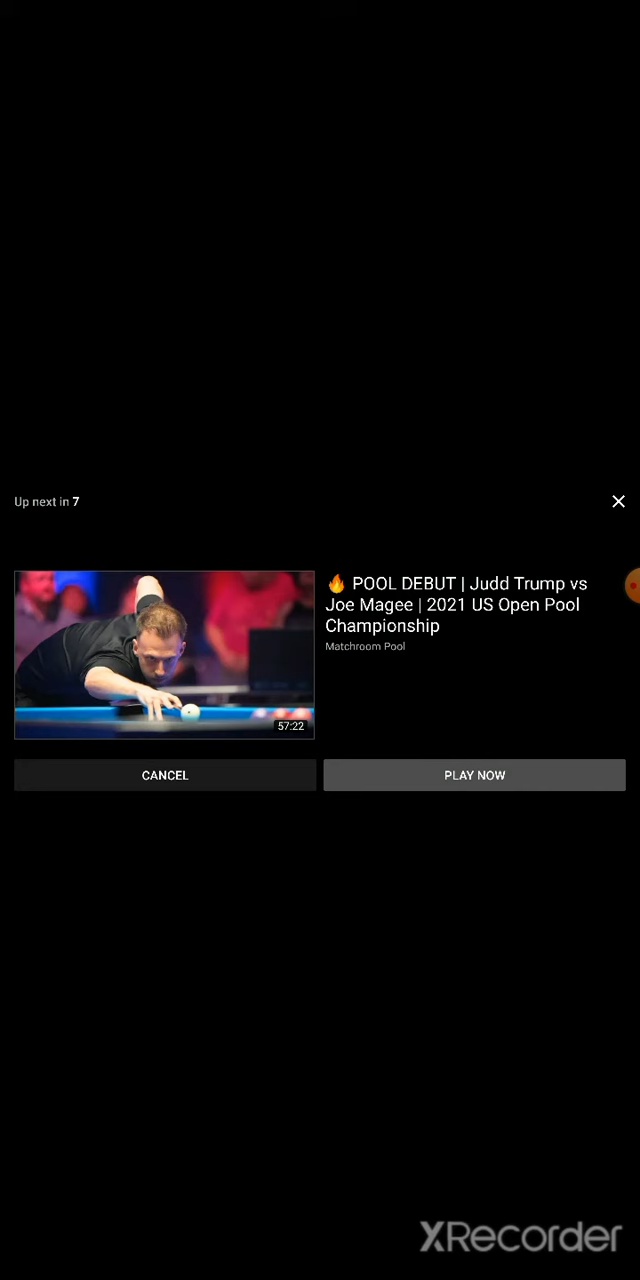 Up next in 7
🔥 POOL DEBUT | Judd Trump vs
Joe Magee | 2021 US Open Pool
Championship
Matchroom Pool
57:22
CANCEL
PLAY NOW
XRecorder